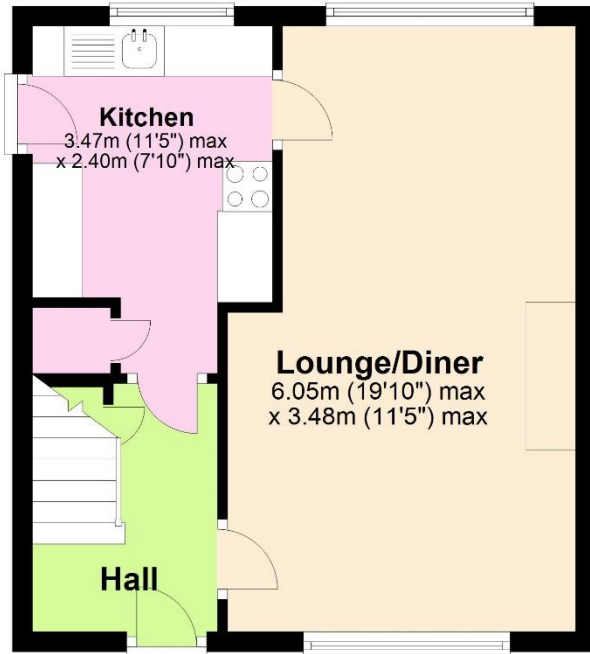 Kitchen
3.47m (11'5") max
x 2.40m (7'10") max
Lounge/Diner
6.05m (19'10") max
x 3.48m (11'5") max
Hall